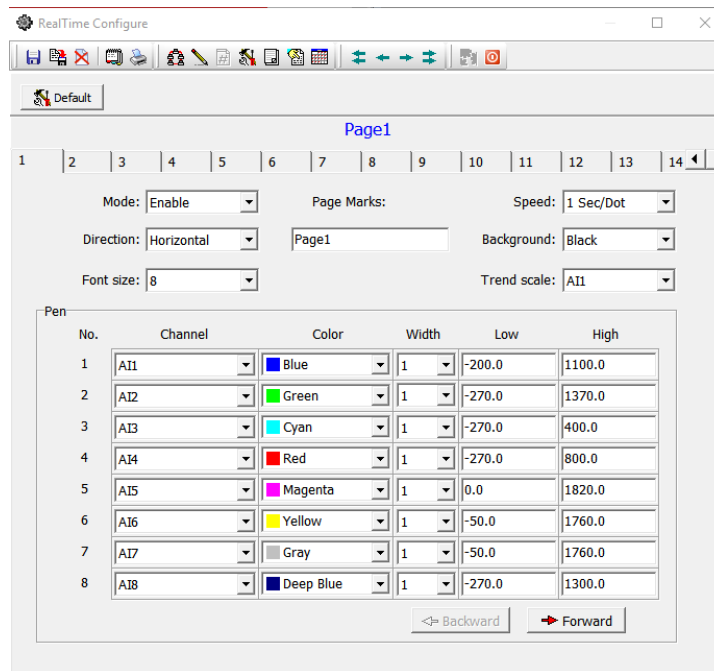 RealTime Configure
Default
Page1
1 2 3 4 5 6 7 8 9 10 11 12 13 14
Mode: Enable Page Marks: Speed: 1 Sec/Dot
Direction: Horizontal Page1 Background: Black
Font size: 8 Trend scale: AI1
Pen
No. Channel Color Width Low High
1 AI1 Blue 1 -200.0 1100.0
2 AI2 Green 1 -270.0 1370.0
3 AI3 Cyan 1 -270.0 400.0
4 AI4 Red 1 -270.0 800.0
5 AI5 Magenta 1 0.0 1820.0
6 AI6 Yellow 1 -50.0 1760.0
7 AI7 Gray 1 -50.0 1760.0
8 AI8 Deep Blue 1 -270.0 1300.0
Backward Forward